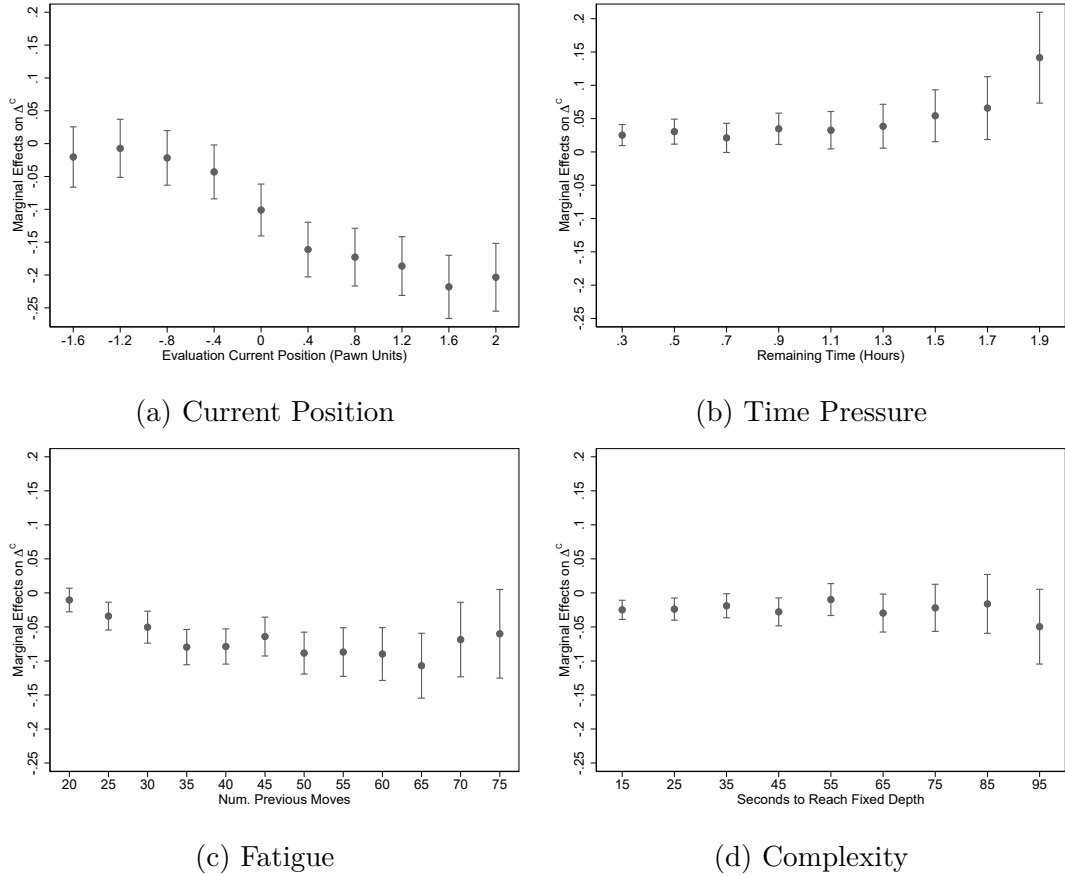 Marginal Effects on Δ^C
.2
.15
.1
.05
0
-.05
-.1
-.15
-.2
-.25
-1.6 -1.2 -.8 -.4 0 .4 .8 1.2 1.6 2
Evaluation Current Position (Pawn Units)
(a) Current Position
Marginal Effects on Δ^C
.2
.15
.1
.05
0
-.05
-.1
-.15
-.2
-.25
.3 .5 .7 .9 1.1 1.3 1.5 1.7 1.9
Remaining Time (Hours)
(b) Time Pressure
Marginal Effects on Δ^C
.2
.15
.1
.05
0
-.05
-.1
-.15
-.2
-.25
20 25 30 35 40 45 50 55 60 65 70 75
Num. Previous Moves
(c) Fatigue
Marginal Effects on Δ^C
.2
.15
.1
.05
0
-.05
-.1
-.15
-.2
-.25
15 25 35 45 55 65 75 85 95
Seconds to Reach Fixed Depth
(d) Complexity